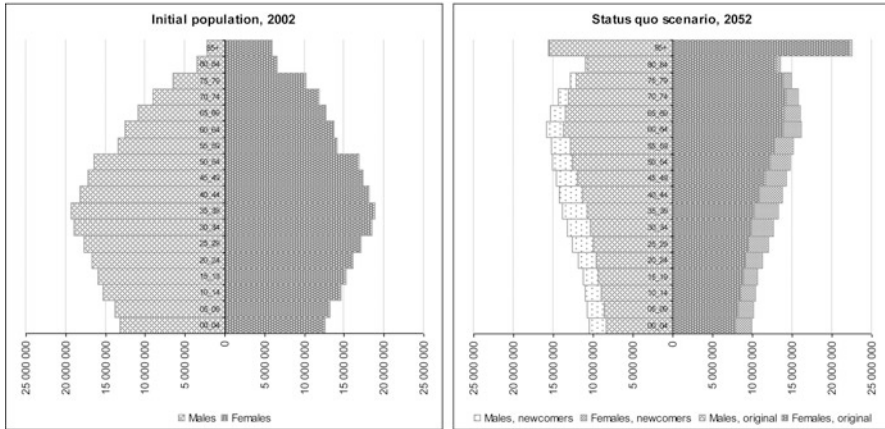 Initial population, 2002
85+
80_84
75_79
70_74
65_69
60_64
55_59
50_54
45_49
40_44
35_39
30_34
25_29
20_24
15_19
10_14
05_09
00_04
25 000 000
20 000 000
15 000 000
10 000 000
5 000 000
0
5 000 000
10 000 000
15 000 000
20 000 000
25 000 000
Males
Females
Status quo scenario, 2052
85+
80_84
75_79
70_74
65_69
60_64
55_59
50_54
45_49
40_44
35_39
30_34
25_29
20_24
15_19
10_14
05_09
00_04
25 000 000
20 000 000
15 000 000
10 000 000
5 000 000
0
5 000 000
10 000 000
15 000 000
20 000 000
25 000 000
Males, newcomers
Females, newcomers
Males, original
Females, original